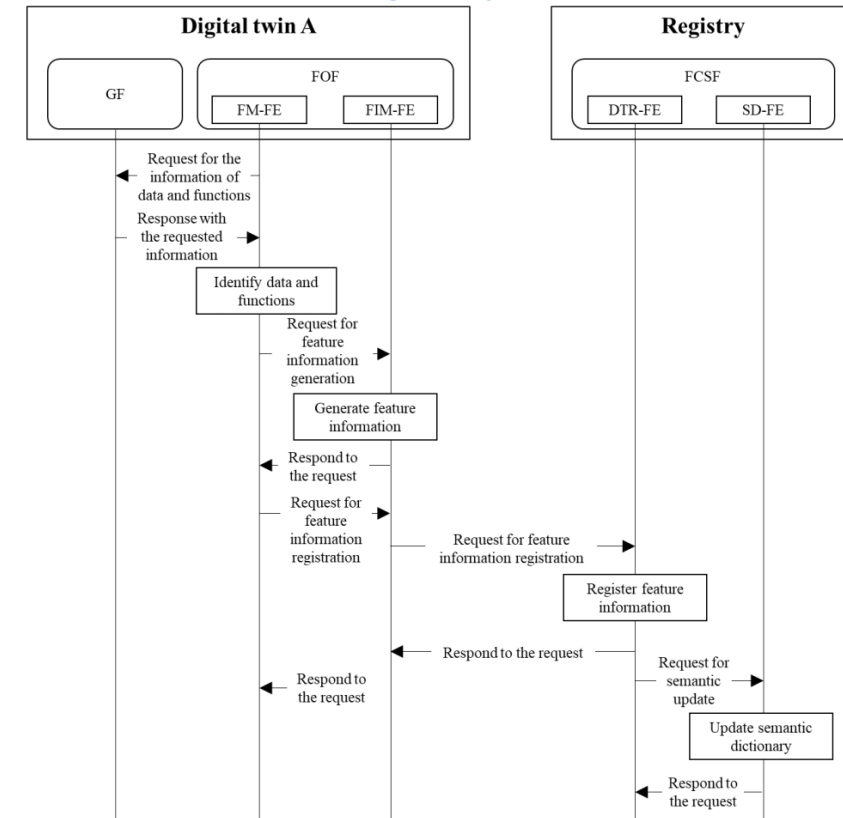 Digital twin A
Registry
GF
FOF
FM-FE
FIM-FE
FCSF
DTR-FE
SD-FE
Request for the
information of
data and functions
Response with
the requested
information
Identify data and
functions
Request for
feature
information
generation
Generate feature
information
Respond to
the request
Request for
feature
information
registration
Request for feature
information registration
Register feature
information
Respond to the request
Respond to
the request
Request for
semantic
update
Update semantic
dictionary
Respond to
the request